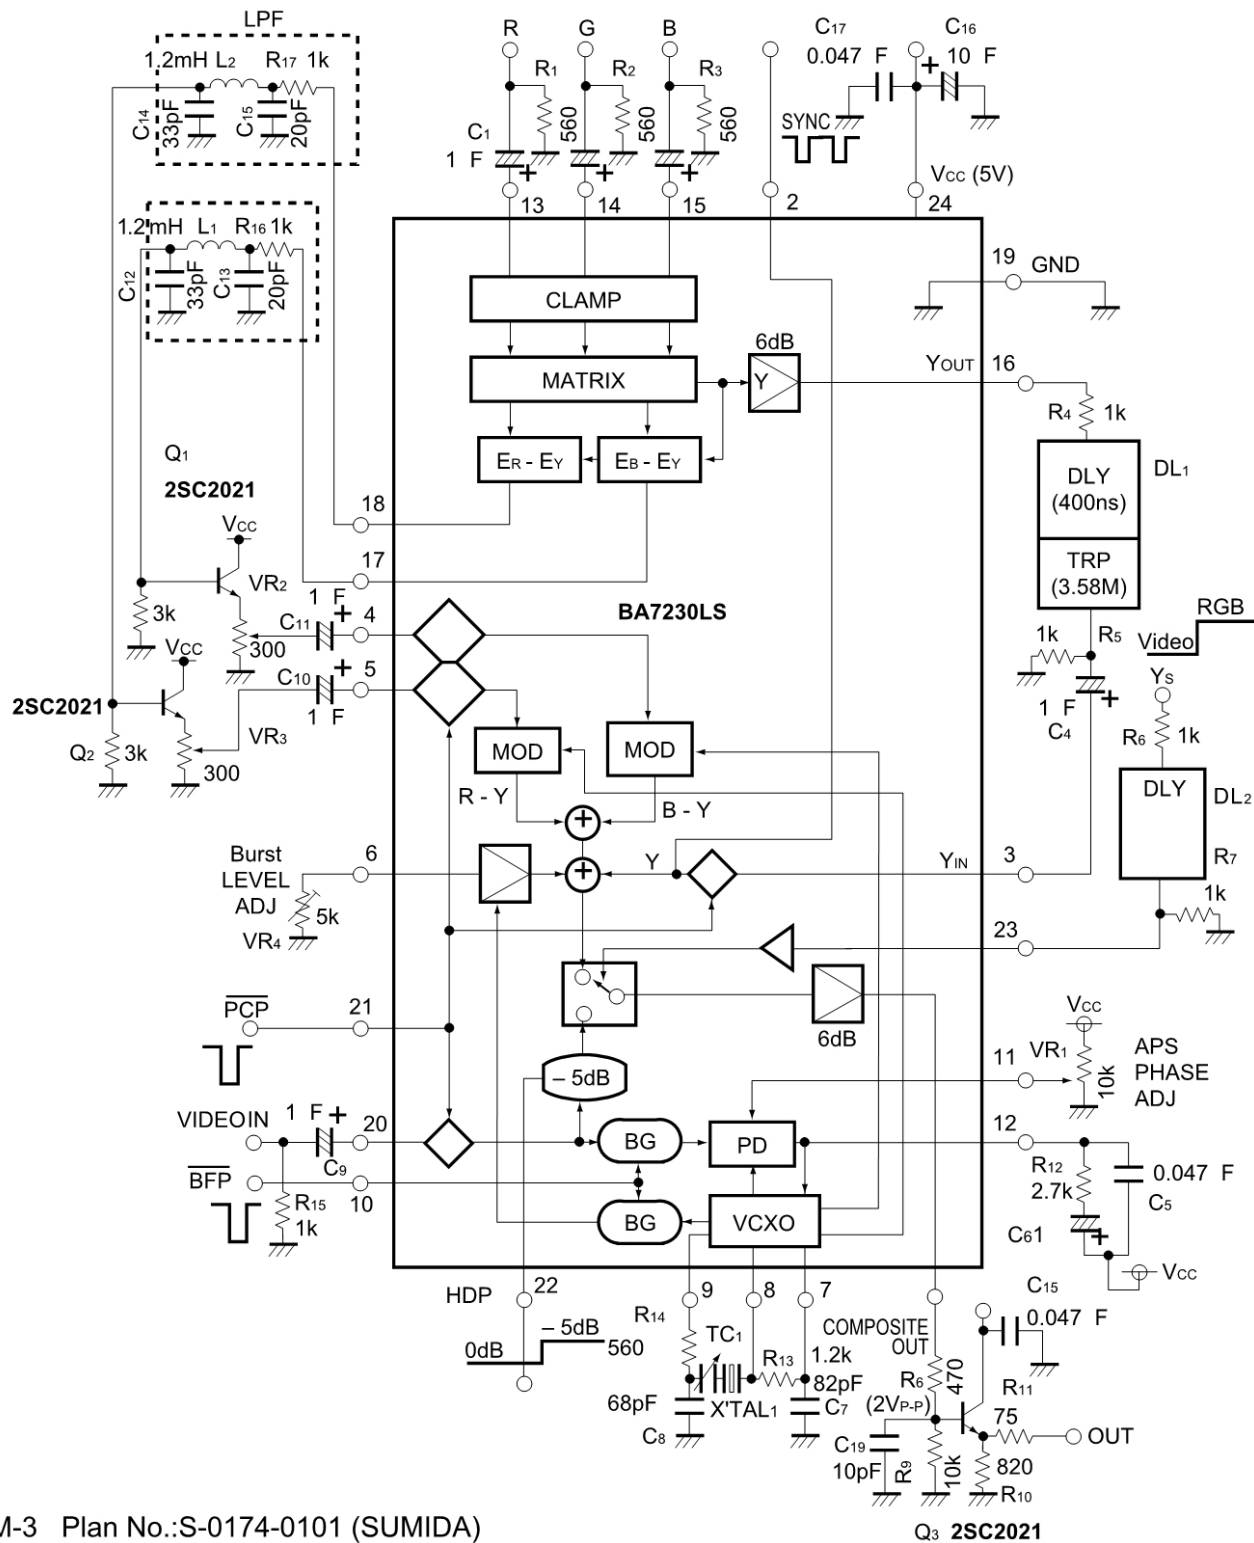 LPF
R
G
B
C17
0.047 F
C16
10 F
+
1.2mH L2 R17 1k
C14
33pF
C15
20pF
R1
560
R2
560
R3
560
C1
1 F
+
+
+
SYNC
VCC (5V)
13
14
15
2
24
1.2mH L1 R16 1k
C12
33pF
C13
20pF
19
GND
CLAMP
6dB
MATRIX
Y
YOUT
16
R4
1k
ER - EY
EB - EY
DLY
(400ns)
DL1
TRP
(3.58M)
Q1
2SC2021
VCC
18
17
VR2
1 F
+
4
BA7230LS
3k
C11
300
VCC
C10
+
5
1 F
2SC2021
Q2
3k
VR3
300
RGB
Video
1k
R5
YS
1 F
+
C4
R6
1k
MOD
MOD
R - Y
B - Y
+
DLY
DL2
Burst
LEVEL
ADJ
6
5k
VR4
+
Y
YIN
3
R7
1k
23
PCP
21
6dB
VCC
VR1
11
10k
APS
PHASE
ADJ
– 5dB
VIDEOIN
1 F
+
20
C9
BG
PD
12
R12
2.7k
0.047 F
C5
BFP
10
R15
1k
BG
VCXO
C61
+
VCC
HDP
22
9
8
7
C15
0.047 F
COMPOSITE
OUT
0dB
– 5dB
R14
560
TC1
R13
1.2k
68pF
X'TAL1
82pF
C7
C8
R6
470
(2VP-P)
R11
75
OUT
C19
10pF
R9
10k
820
R10
Q3 2SC2021
M-3 Plan No.:S-0174-0101 (SUMIDA)